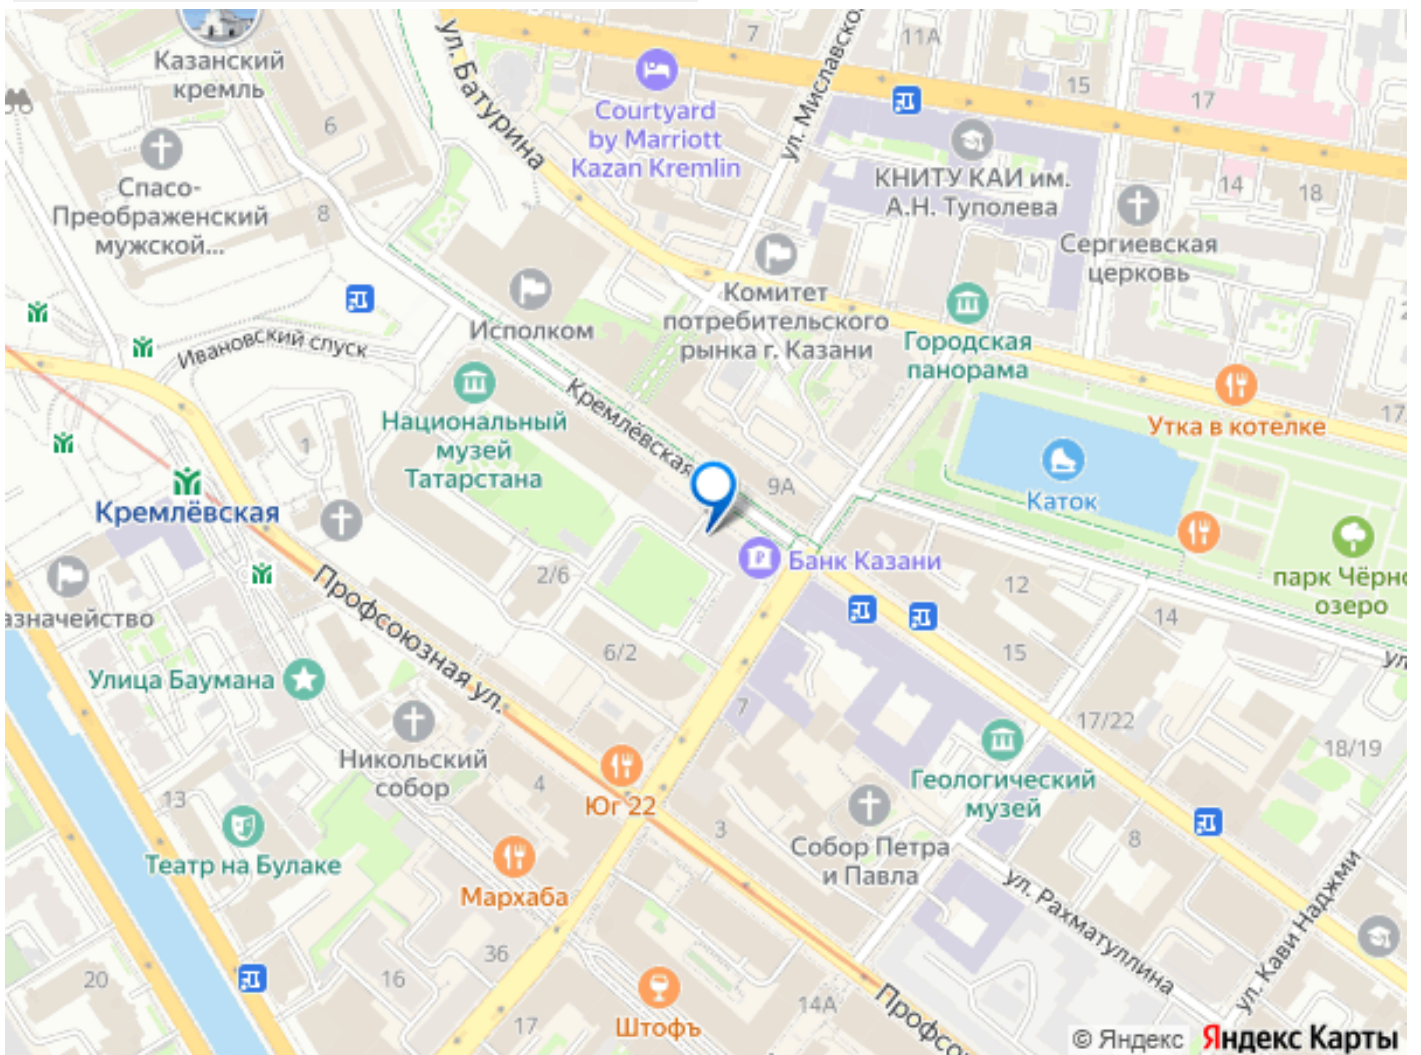 Казанский
кремль
6
8
Спасо-
Преображенский
мужской...
ул. Батурина
Courtyard
by Marriott
Kazan Kremlin
7
ул. Миславско
11А
15
17
КНИТУ КАИ им.
А.Н. Туполева
14
18
Сергиевская
церковь
Исполком
Ивановский спуск
Комитет
потребительского
рынка г. Казани
Городская
панорама
Национальный
музей
Татарстана
Кремлёвская
9А
Утка в котелке
17
Каток
1
Кремлёвская
Банк Казани
парк Чёрно
озеро
2/6
12
14
15
азначейство
Профсоюзная ул.
6/2
ул
Улица Баумана
7
17/22
18/19
Никольский
собор
Геологический
музей
4
13
Юг 22
3
8
Театр на Булаке
Собор Петра
и Павла
Мархаба
ул. Рахматуллина
ул. Кави Наджми
36
20
16
14А
Штофъ
17
Профсо
© Яндекс Яндекс Карты